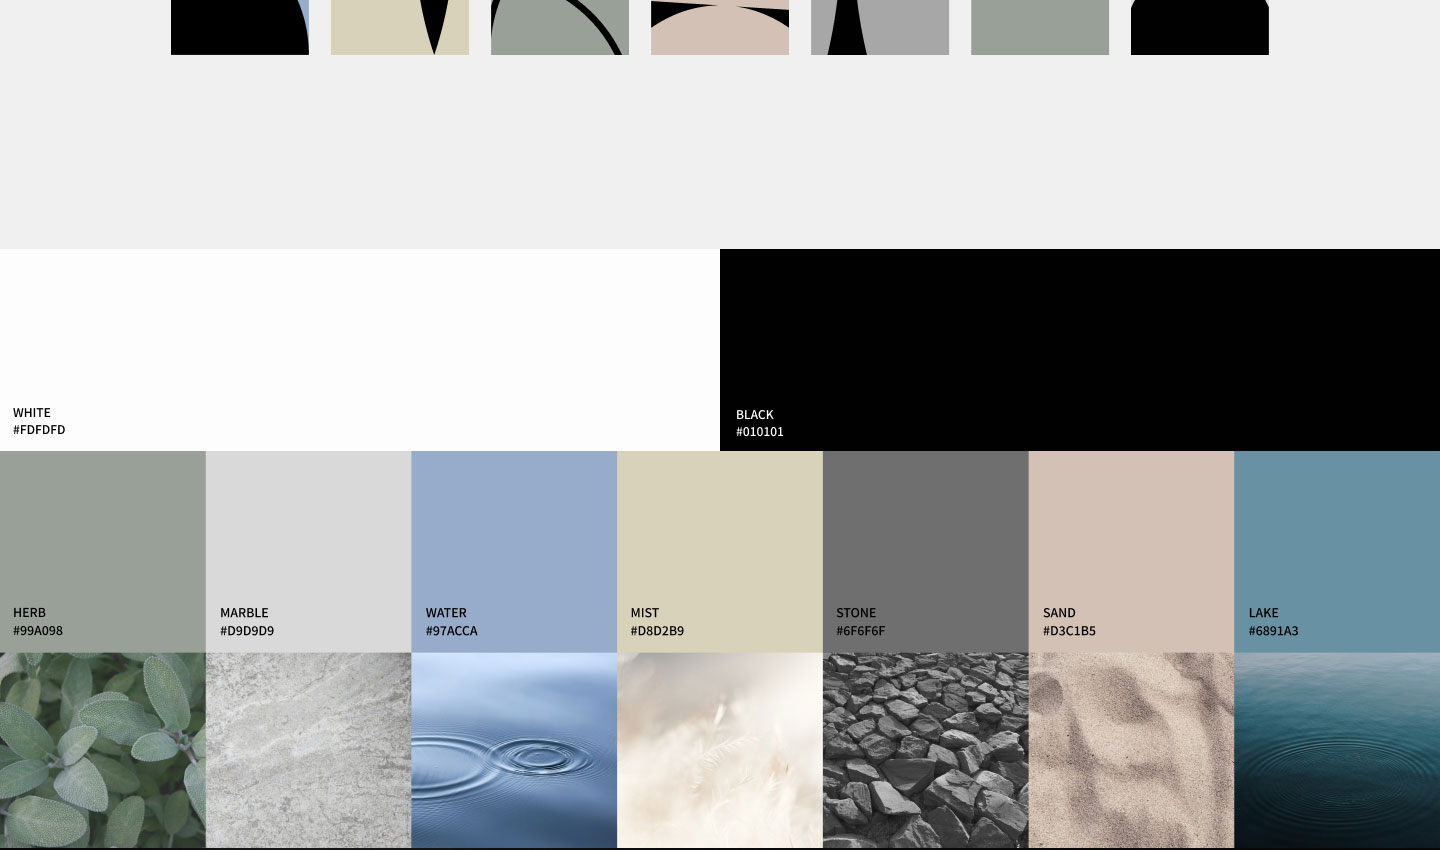 WHITE
#FDFDFD
BLACK
#010101
HERB
#99A098
MARBLE
#D9D9D9
WATER
#97ACCA
MIST
#D8D2B9
STONE
#6F6F6F
SAND
#D3C1B5
LAKE
#6891A3